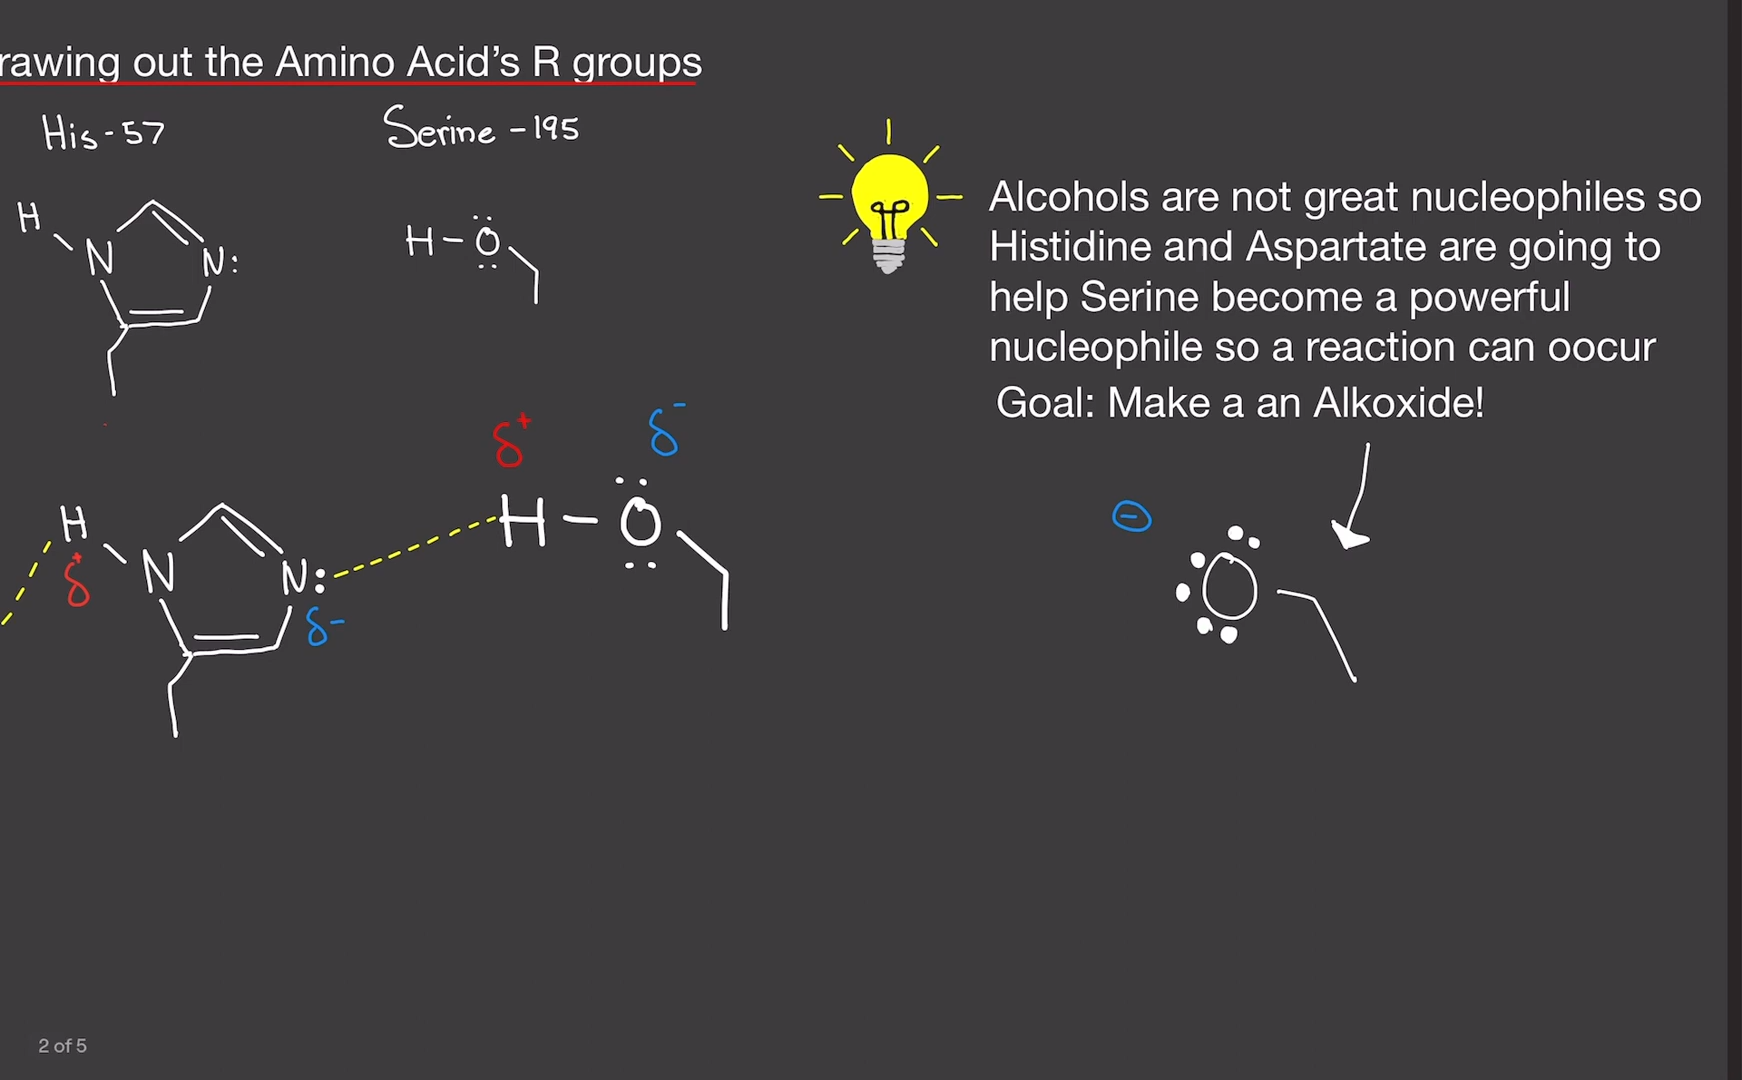 rawing out the Amino Acid's R groups
His-57
Serine -195
H
N
N:
H-O
Alcohols are not great nucleophiles so
Histidine and Aspartate are going to
help Serine become a powerful
nucleophile so a reaction can oocur
Goal: Make a an Alkoxide!
δ+
δ-
H
δ+
N
N:
δ-
H-O
⊖
O
2 of 5